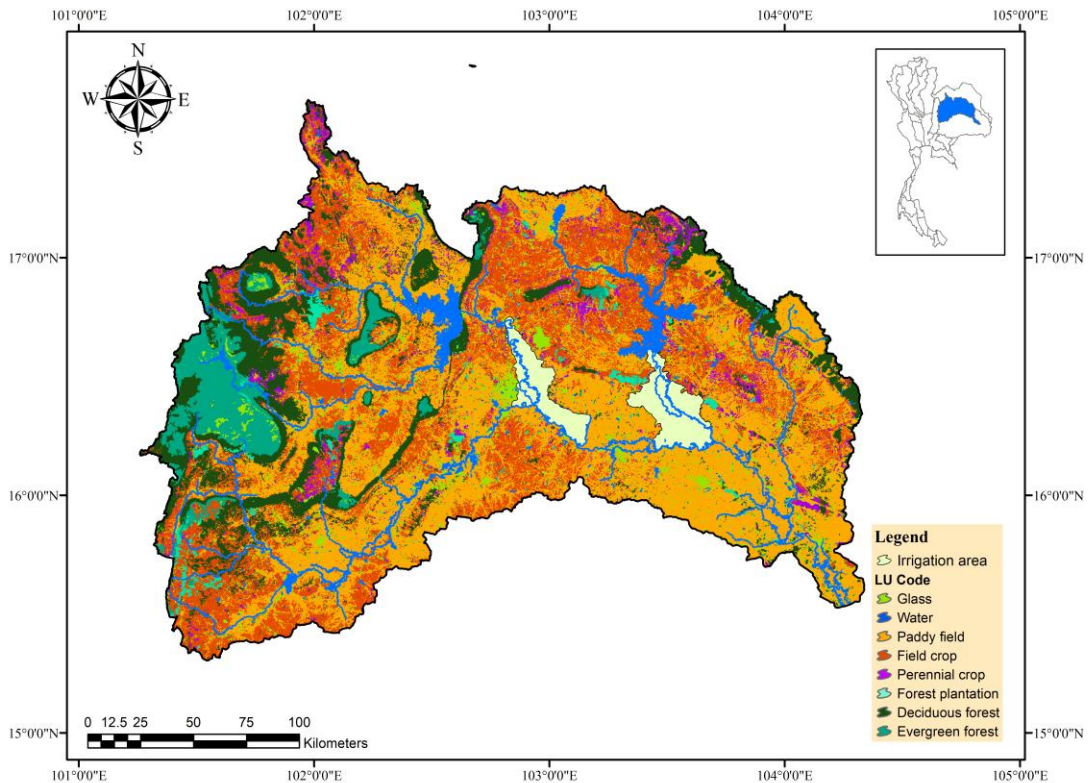 101°0'0"E 102°0'0"E 103°0'0"E 104°0'0"E 105°0'0"E
N
W E
S
17°0'0"N 17°0'0"N
16°0'0"N 16°0'0"N
15°0'0"N 15°0'0"N
Legend
Irrigation area
LU Code
Glass
Water
Paddy field
Field crop
Perennial crop
Forest plantation
Deciduous forest
Evergreen forest
0 12.5 25 50 75 100
Kilometers
101°0'0"E 102°0'0"E 103°0'0"E 104°0'0"E 105°0'0"E